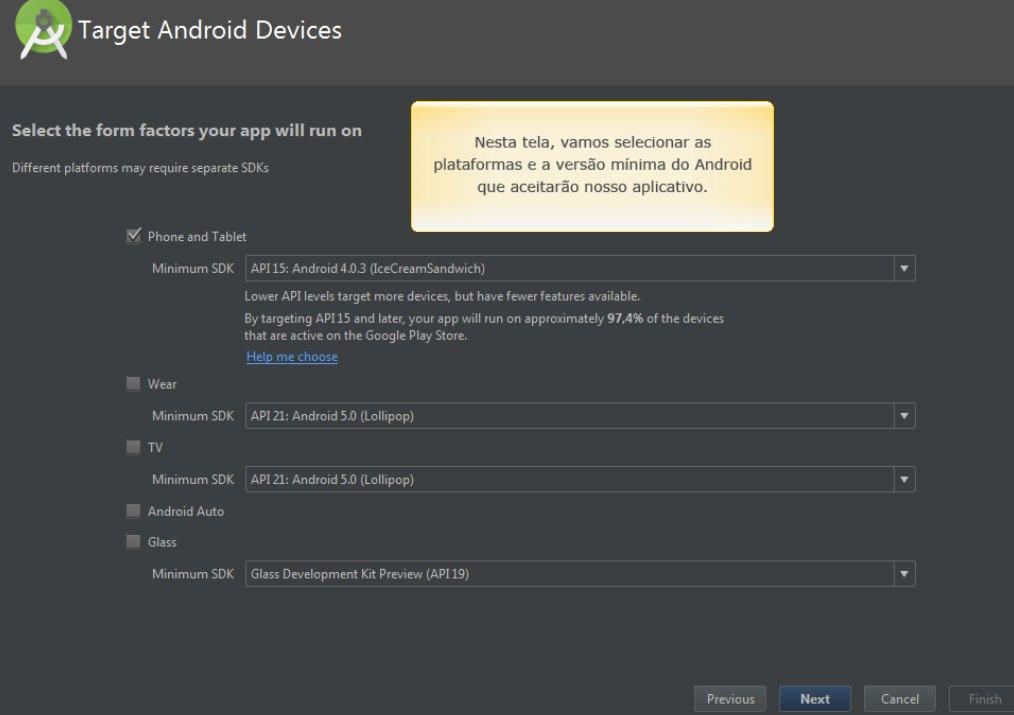 Target Android Devices
Select the form factors your app will run on
Different platforms may require separate SDKs
Nesta tela, vamos selecionar as
plataformas e a versão mínima do Android
que aceitarão nosso aplicativo.
Phone and Tablet
Minimum SDK API 15: Android 4.0.3 (IceCreamSandwich)
Lower API levels target more devices, but have fewer features available.
By targeting API 15 and later, your app will run on approximately 97,4% of the devices
that are active on the Google Play Store.
Help me choose
Wear
Minimum SDK API 21: Android 5.0 (Lollipop)
TV
Minimum SDK API 21: Android 5.0 (Lollipop)
Android Auto
Glass
Minimum SDK Glass Development Kit Preview (API 19)
Previous Next Cancel Finish